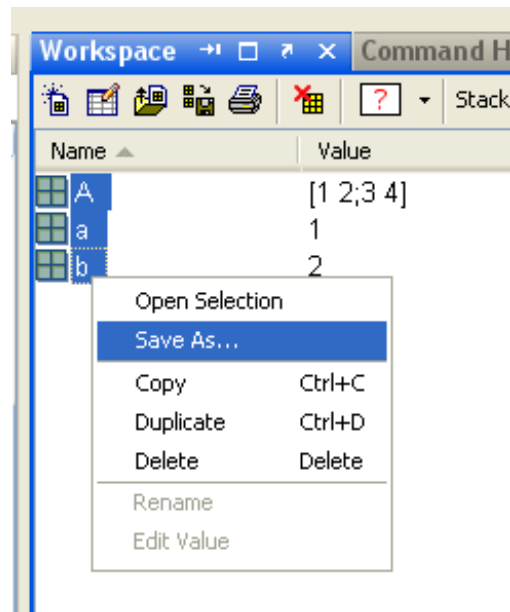 Workspace Command H
? Stack
Name Value
A [1 2;3 4]
a 1
b 2
Open Selection
Save As...
Copy Ctrl+C
Duplicate Ctrl+D
Delete Delete
Rename
Edit Value